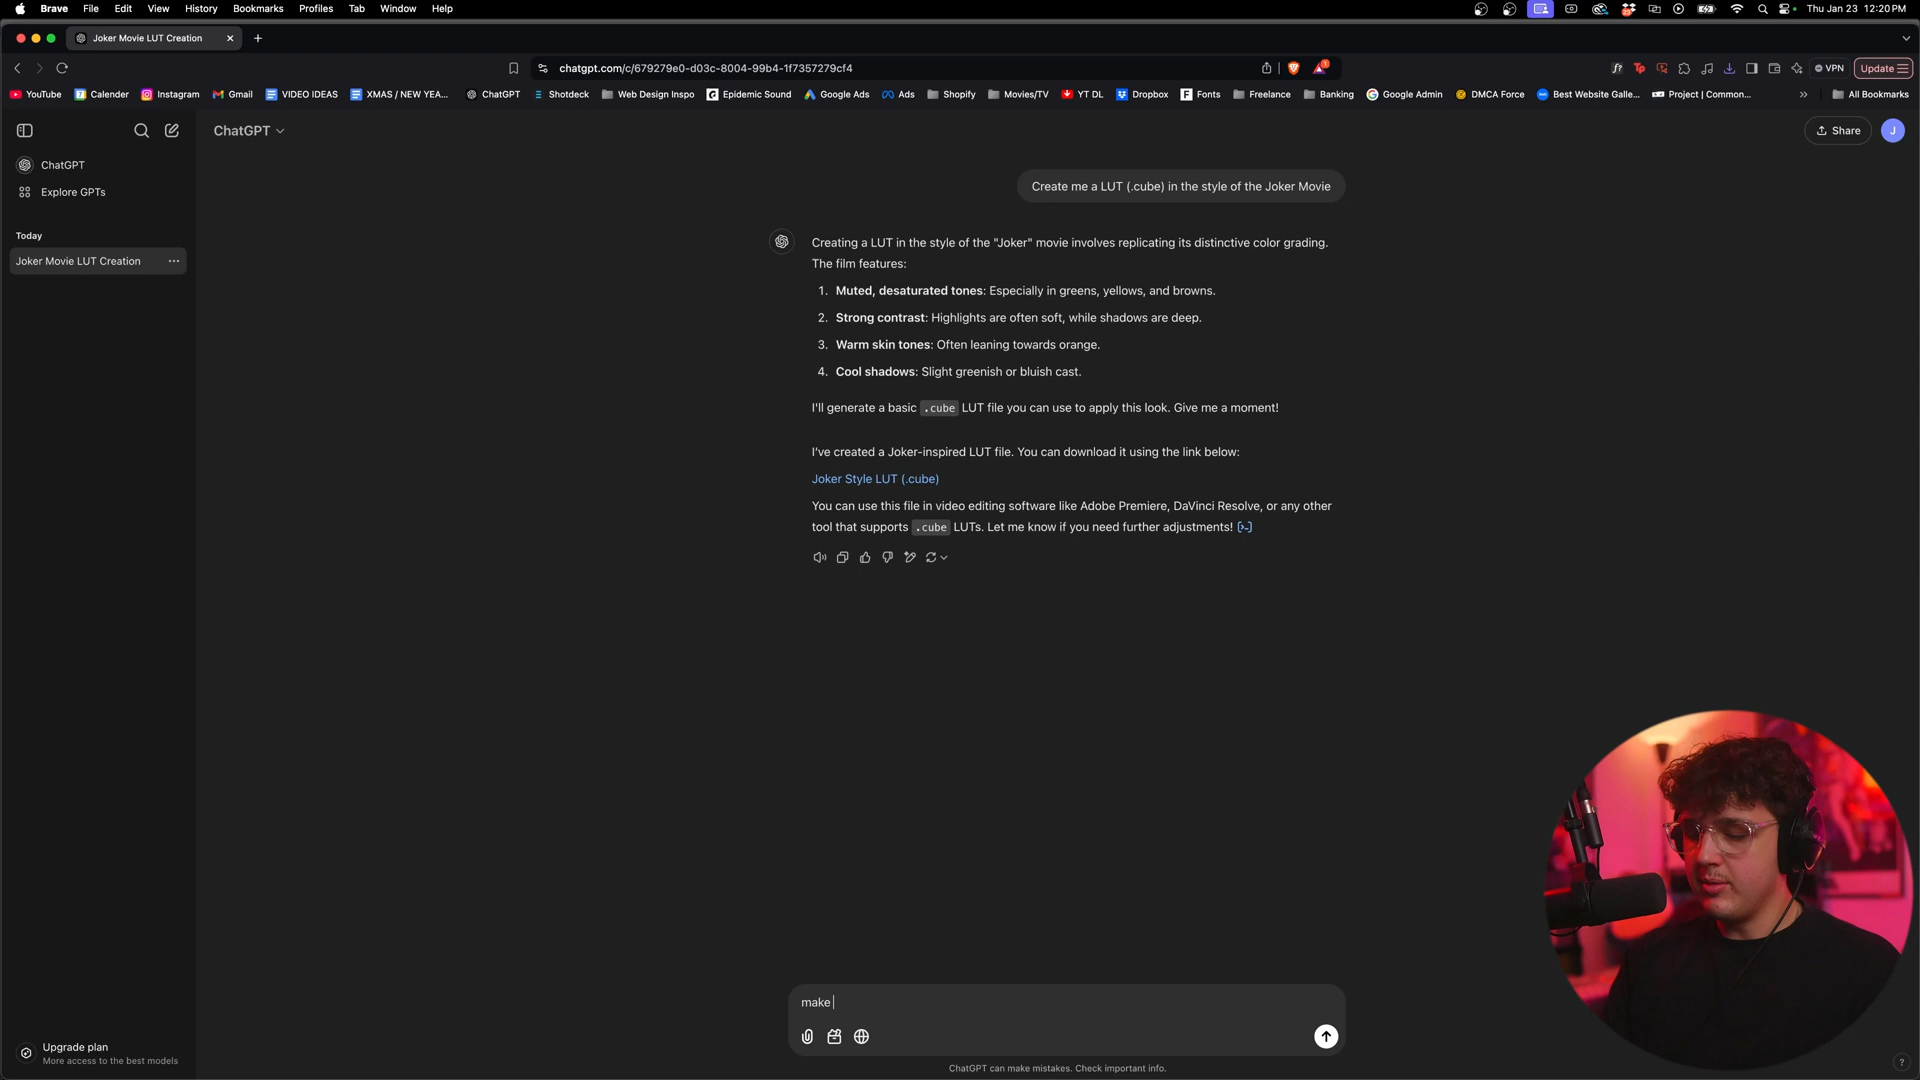 Brave File Edit View History Bookmarks Profiles Tab Window Help
Thu Jan 23 12:20 PM
Joker Movie LUT Creation
chatgpt.com/c/679279e0-d03c-8004-99b4-1f7357279cf4
VPN Update
YouTube Calender Instagram Gmail VIDEO IDEAS XMAS / NEW YEA... ChatGPT Shotdeck Web Design Inspo Epidemic Sound Google Ads Ads Shopify Movies/TV YT DL Dropbox Fonts Freelance Banking Google Admin DMCA Force Best Website Galle... Project | Common... » All Bookmarks
ChatGPT
Share
J
ChatGPT
Explore GPTs
Today
Joker Movie LUT Creation
Create me a LUT (.cube) in the style of the Joker Movie
Creating a LUT in the style of the "Joker" movie involves replicating its distinctive color grading.
The film features:
1. Muted, desaturated tones: Especially in greens, yellows, and browns.
2. Strong contrast: Highlights are often soft, while shadows are deep.
3. Warm skin tones: Often leaning towards orange.
4. Cool shadows: Slight greenish or bluish cast.
I'll generate a basic .cube LUT file you can use to apply this look. Give me a moment!
I've created a Joker-inspired LUT file. You can download it using the link below:
Joker Style LUT (.cube)
You can use this file in video editing software like Adobe Premiere, DaVinci Resolve, or any other
tool that supports .cube LUTs. Let me know if you need further adjustments! [>-]
make
Upgrade plan
More access to the best models
ChatGPT can make mistakes. Check important info.
?